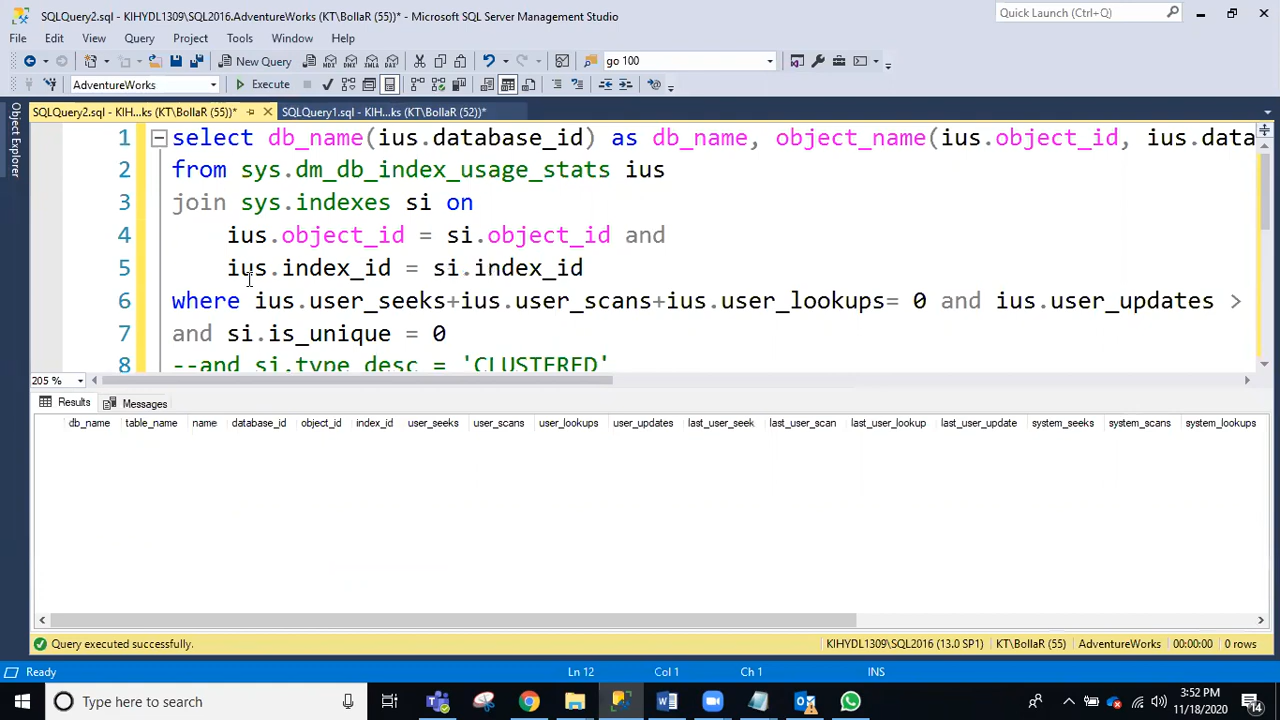 SQLQuery2.sql - KIHYDL1309\SQL2016.AdventureWorks (KT\BollaR (55))* - Microsoft SQL Server Management Studio
Quick Launch (Ctrl+Q)
File Edit View Query Project Tools Window Help
New Query
go 100
AdventureWorks
Execute
SQLQuery2.sql - KIH...ks (KT\BollaR (55))*
SQLQuery1.sql - KIH...ks (KT\BollaR (52))*
Object Explorer
1 select db_name(ius.database_id) as db_name, object_name(ius.object_id, ius.data
2 from sys.dm_db_index_usage_stats ius
3 join sys.indexes si on
4 ius.object_id = si.object_id and
5 ius.index_id = si.index_id
6 where ius.user_seeks+ius.user_scans+ius.user_lookups= 0 and ius.user_updates >
7 and si.is_unique = 0
8 --and si.type_desc = 'CLUSTERED'
205 %
Results Messages
db_name table_name name database_id object_id index_id user_seeks user_scans user_lookups user_updates last_user_seek last_user_scan last_user_lookup last_user_update system_seeks system_scans system_lookups
Query executed successfully.
KIHYDL1309\SQL2016 (13.0 SP1) KT\BollaR (55) AdventureWorks 00:00:00 0 rows
Ready
Ln 12 Col 1 Ch 1 INS
Type here to search
3:52 PM
11/18/2020
14